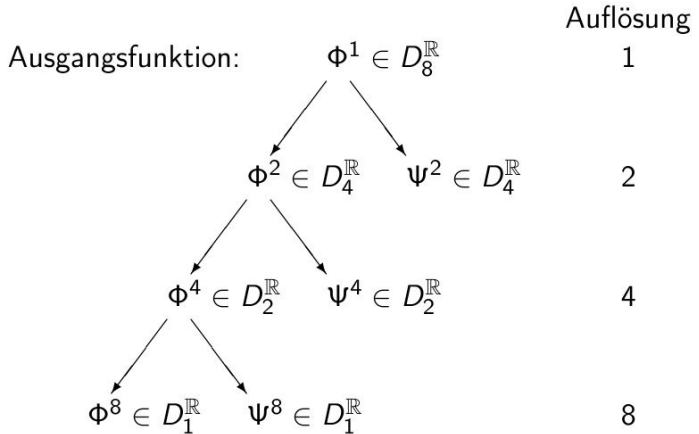 Auflösung
Ausgangsfunktion: Φ¹ ∈ D₈^ℝ 1
Φ² ∈ D₄^ℝ Ψ² ∈ D₄^ℝ 2
Φ⁴ ∈ D₂^ℝ Ψ⁴ ∈ D₂^ℝ 4
Φ⁸ ∈ D₁^ℝ Ψ⁸ ∈ D₁^ℝ 8